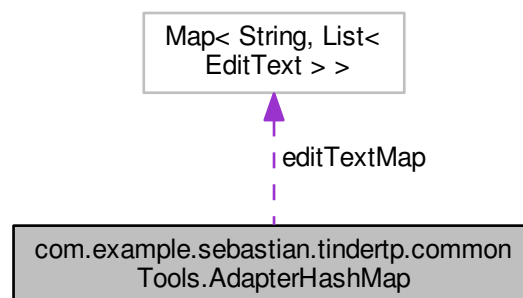 Map< String, List<
EditText > >
editTextMap
com.example.sebastian.tindertp.common
Tools.AdapterHashMap